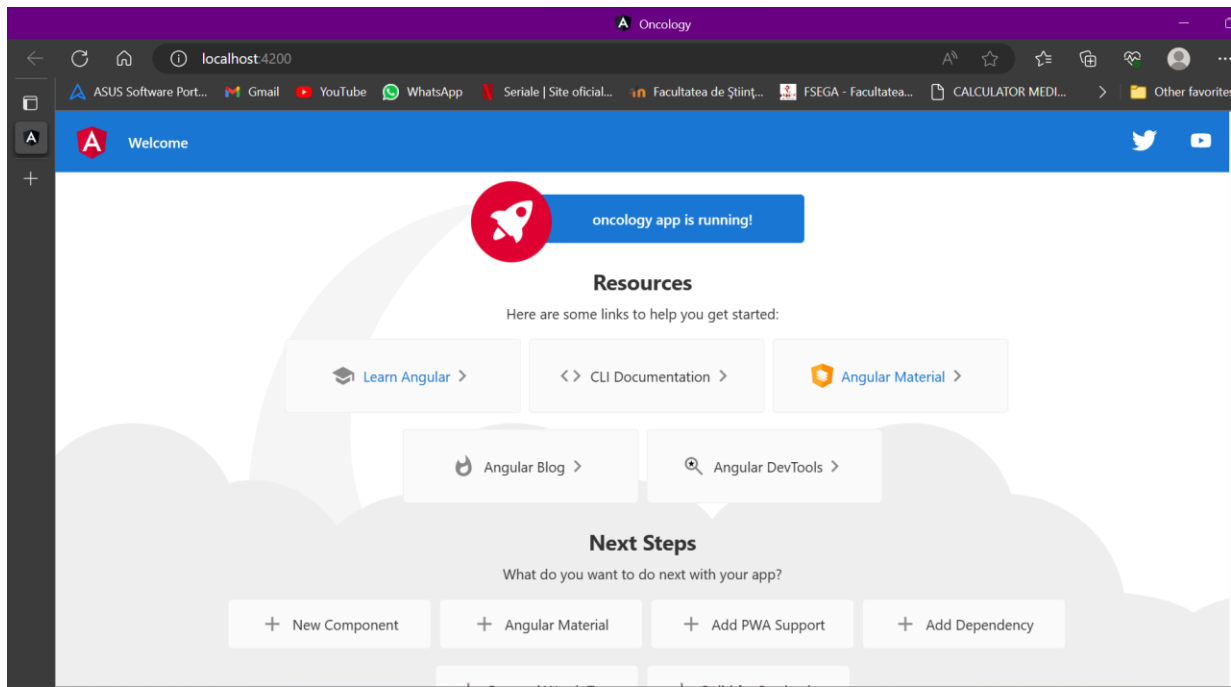 Oncology
localhost:4200
ASUS Software Port... Gmail YouTube WhatsApp Seriale | Site oficial... Facultatea de Ştiinţ... FSEGA - Facultatea... CALCULATOR MEDI... Other favorites
Welcome
oncology app is running!
Resources
Here are some links to help you get started:
Learn Angular CLI Documentation Angular Material
Angular Blog Angular DevTools
Next Steps
What do you want to do next with your app?
New Component Angular Material Add PWA Support Add Dependency